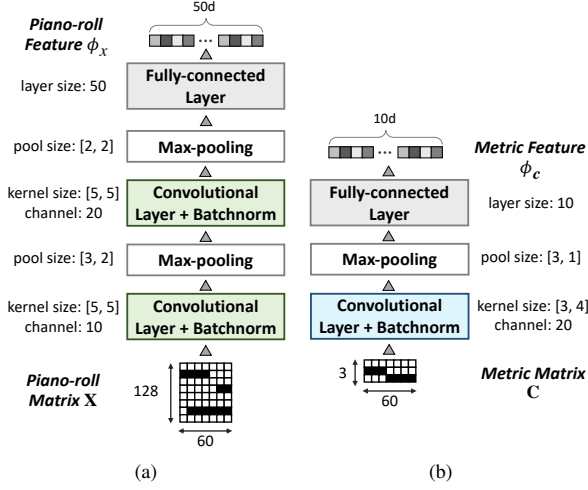 Piano-roll
Feature ϕx
50d
...
layer size: 50
Fully-connected
Layer
pool size: [2, 2]
Max-pooling
kernel size: [5, 5]
channel: 20
Convolutional
Layer + Batchnorm
pool size: [3, 2]
Max-pooling
kernel size: [5, 5]
channel: 10
Convolutional
Layer + Batchnorm
Piano-roll
Matrix X
128
60
(a)
10d
...
Metric Feature
ϕc
Fully-connected
Layer
layer size: 10
Max-pooling
pool size: [3, 1]
Convolutional
Layer + Batchnorm
kernel size: [3, 4]
channel: 20
3
60
Metric Matrix
C
(b)